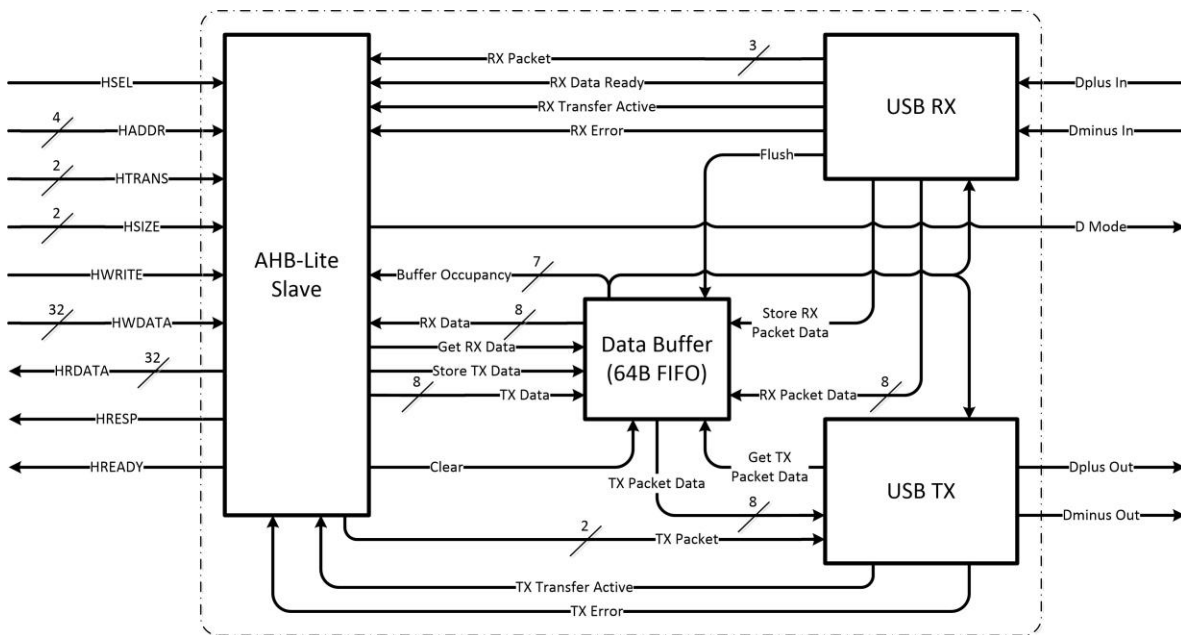 3
RX Packet
HSEL
RX Data Ready
Dplus In
RX Transfer Active
USB RX
4
HADDR
RX Error
Dminus In
Flush
2
HTRANS
2
HSIZE
D Mode
AHB-Lite
Slave
HWRITE
Buffer Occupancy
7
32
HWDATA
RX Data
8
Store RX
Packet Data
Get RX Data
Data Buffer
(64B FIFO)
HRDATA
32
Store TX Data
8
TX Data
RX Packet Data
8
HRESP
HREADY
Clear
Get TX
Packet Data
TX Packet Data
Dplus Out
USB TX
8
Dminus Out
2
TX Packet
TX Transfer Active
TX Error